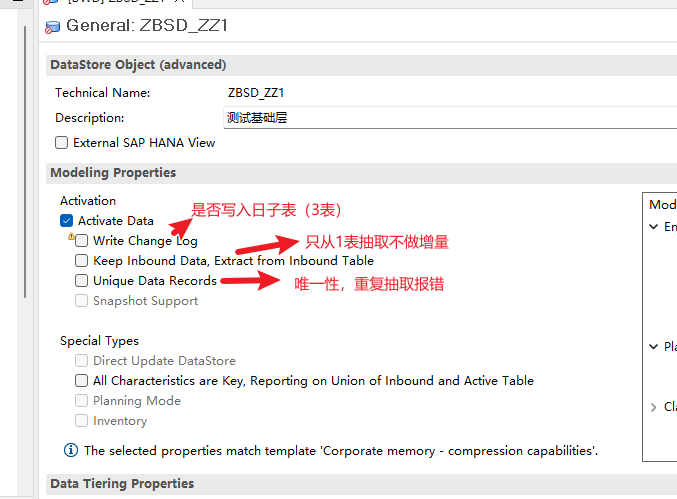 General: ZBSD_ZZ1
DataStore Object (advanced)
Technical Name: ZBSD_ZZ1
Description: 测试基础层
External SAP HANA View
Modeling Properties
Activation
是否写入日子表（3表）
Activate Data
Write Change Log
只从1表抽取不做增量
Keep Inbound Data, Extract from Inbound Table
Unique Data Records
唯一性，重复抽取报错
Snapshot Support
Special Types
Direct Update DataStore
All Characteristics are Key, Reporting on Union of Inbound and Active Table
Planning Mode
Inventory
The selected properties match template 'Corporate memory - compression capabilities'.
Data Tiering Properties
Mod
En
Pla
Cla